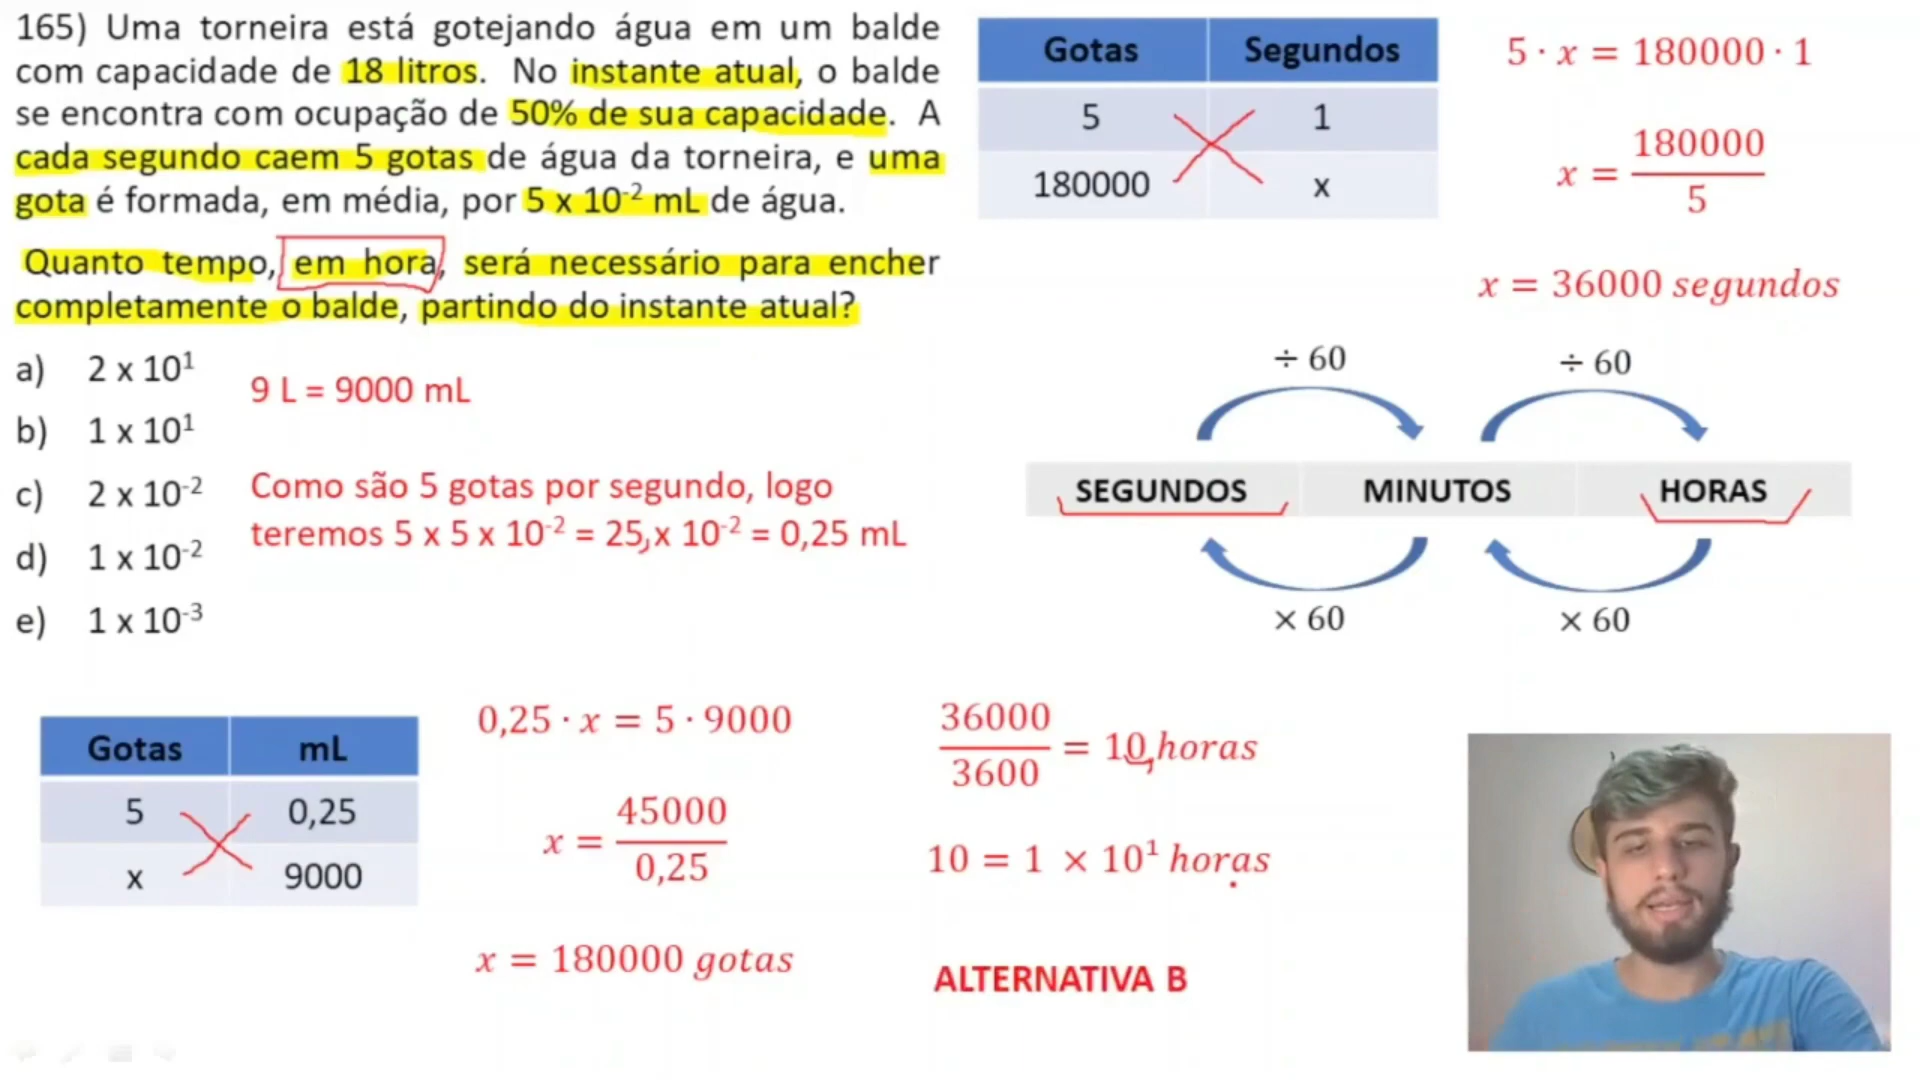 165) Uma torneira está gotejando água em um balde
com capacidade de 18 litros. No instante atual, o balde
se encontra com ocupação de 50% de sua capacidade. A
cada segundo caem 5 gotas de água da torneira, e uma
gota é formada, em média, por 5 x 10⁻² mL de água.
Quanto tempo, em hora, será necessário para encher
completamente o balde, partindo do instante atual?
a) 2 x 10¹
b) 1 x 10¹
c) 2 x 10⁻²
d) 1 x 10⁻²
e) 1 x 10⁻³
9 L = 9000 mL
Como são 5 gotas por segundo, logo
teremos 5 x 5 x 10⁻² = 25,x 10⁻² = 0,25 mL
Gotas mL
5 0,25
x 9000
0,25 · x = 5 · 9000
x = 45000/0,25
x = 180000 gotas
Gotas Segundos
5 1
180000 x
5 · x = 180000 · 1
x = 180000/5
x = 36000 segundos
÷ 60 ÷ 60
SEGUNDOS MINUTOS HORAS
× 60 × 60
36000/3600 = 10,horas
10 = 1 × 10¹ horas
ALTERNATIVA B